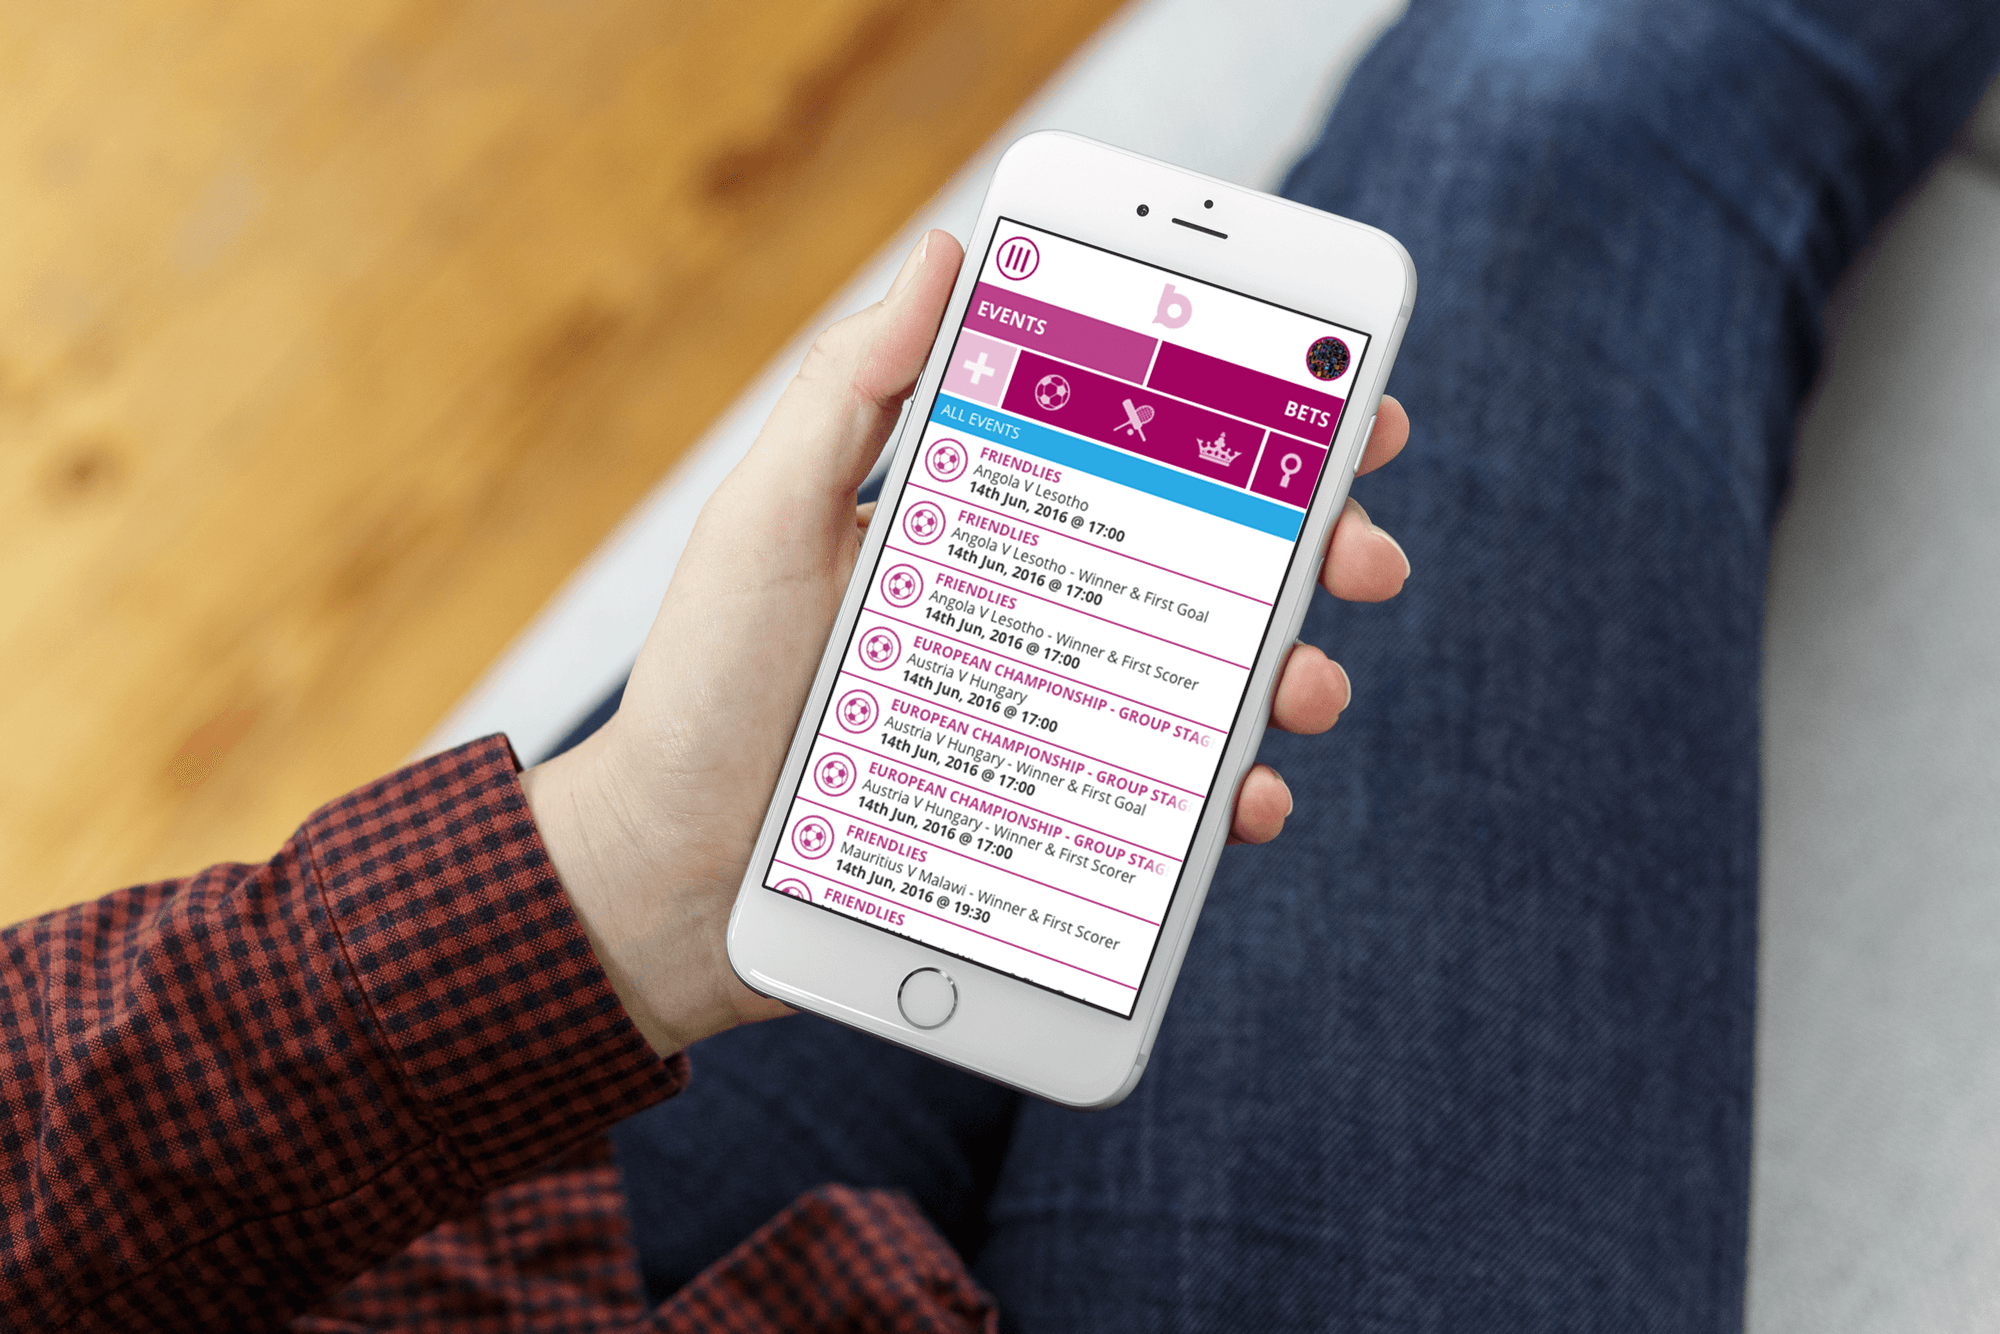 b
EVENTS
BETS
ALL EVENTS
FRIENDLIES
Angola V Lesotho
14th Jun, 2016 @ 17:00
FRIENDLIES
Angola V Lesotho - Winner & First Goal
14th Jun, 2016 @ 17:00
FRIENDLIES
Angola V Lesotho - Winner & First Scorer
14th Jun, 2016 @ 17:00
EUROPEAN CHAMPIONSHIP - GROUP STAG
Austria V Hungary
14th Jun, 2016 @ 17:00
EUROPEAN CHAMPIONSHIP - GROUP STAG
Austria V Hungary - Winner & First Goal
14th Jun, 2016 @ 17:00
EUROPEAN CHAMPIONSHIP - GROUP STAG
Austria V Hungary - Winner & First Scorer
14th Jun, 2016 @ 17:00
FRIENDLIES
Mauritius V Malawi - Winner & First Scorer
14th Jun, 2016 @ 19:30
FRIENDLIES